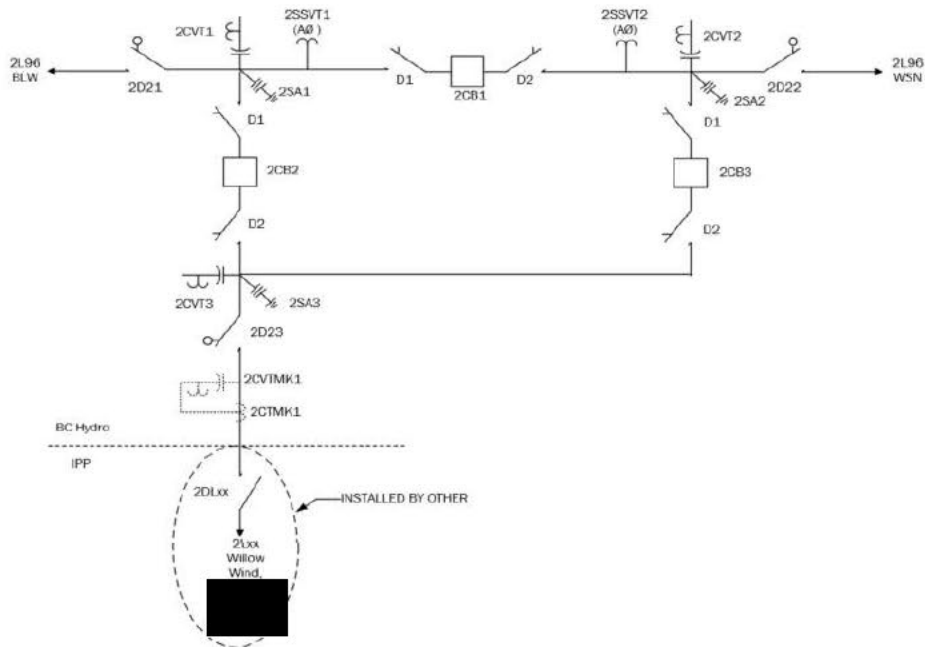 2SSVT1
(AØ )
2SSVT2
(AØ)
2CVT1
2CVT2
2L96
BLW
2D21
2SA1
D1
2CB1
D2
2SA2
2D22
2L96
WSN
D1
D1
2CB2
2CB3
D2
D2
2CVT3
2SA3
2D23
2CVTMK1
2CTMK1
BC Hydro
IPP
2DLxx
INSTALLED BY OTHER
2Lxx
Willow
Wind,